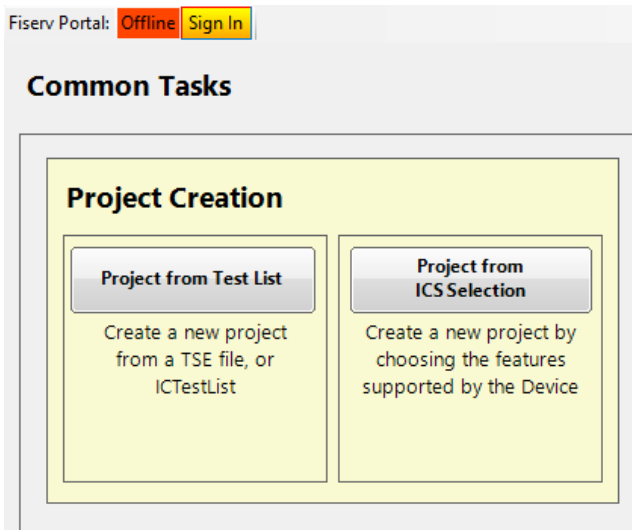 Fiserv Portal: Offline Sign In
Common Tasks
Project Creation
Project from Test List
Create a new project
from a TSE file, or
ICTestList
Project from
ICS Selection
Create a new project by
choosing the features
supported by the Device